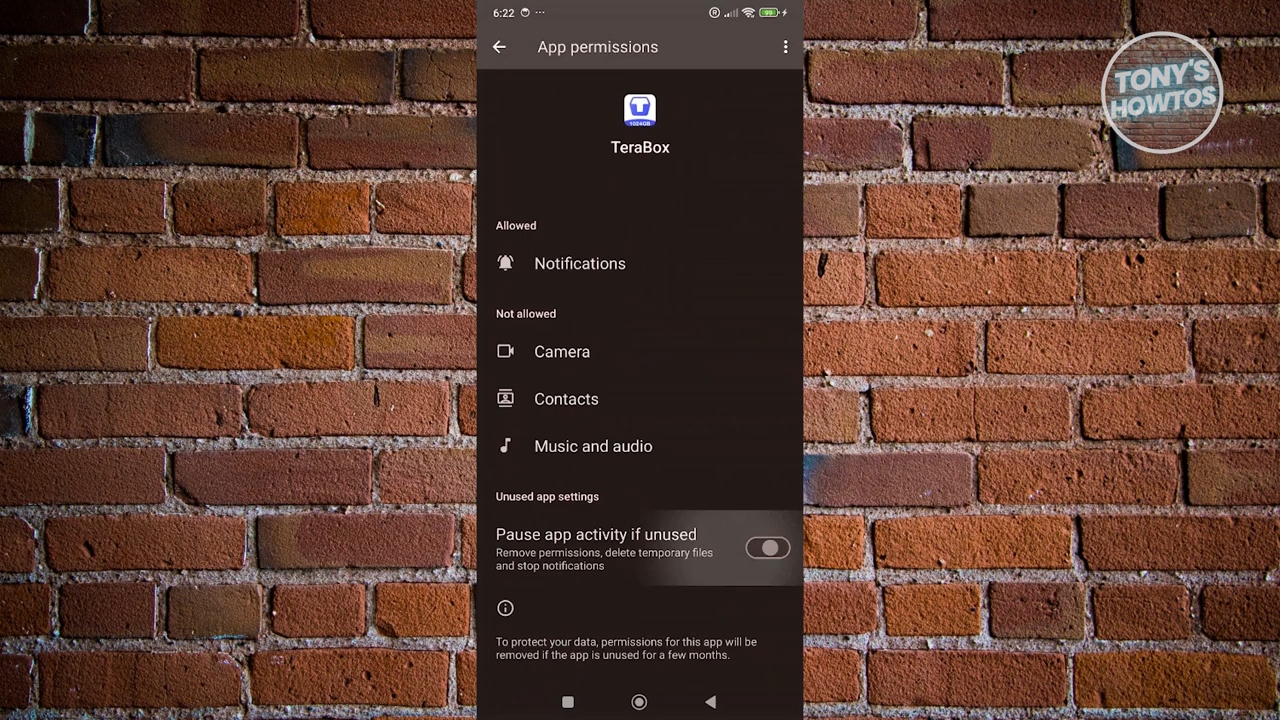 6:22
99
App permissions
1024GB
TeraBox
Allowed
Notifications
Not allowed
Camera
Contacts
Music and audio
Unused app settings
Pause app activity if unused
Remove permissions, delete temporary files
and stop notifications
To protect your data, permissions for this app will be
removed if the app is unused for a few months.
TONY'S
HOWTOS